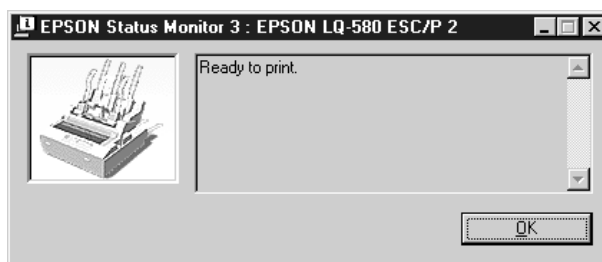 EPSON Status Monitor 3 : EPSON LQ-580 ESC/P 2
Ready to print.
OK